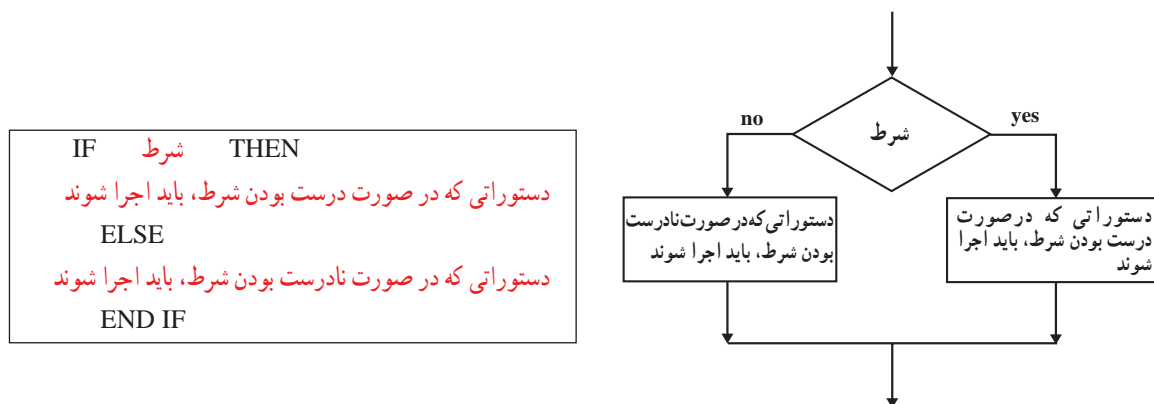 IF شرط THEN
دستوراتی که در صورت درست بودن شرط، باید اجرا شوند
ELSE
دستوراتی که در صورت نادرست بودن شرط، باید اجرا شوند
END IF
شرط
no
yes
دستوراتی که در صورت نادرست
بودن شرط، باید اجرا شوند
دستوراتی که در صورت
درست بودن شرط، باید اجرا
شوند